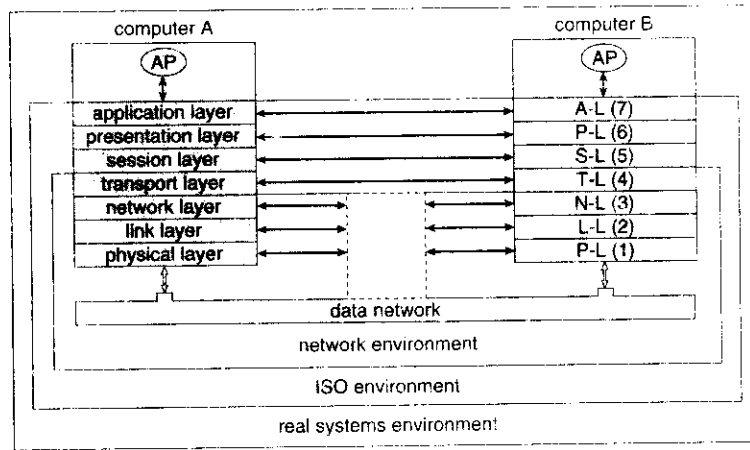 computer A
computer B
AP
AP
application layer
A-L (7)
presentation layer
P-L (6)
session layer
S-L (5)
transport layer
T-L (4)
network layer
N-L (3)
link layer
L-L (2)
physical layer
P-L (1)
data network
network environment
ISO environment
real systems environment